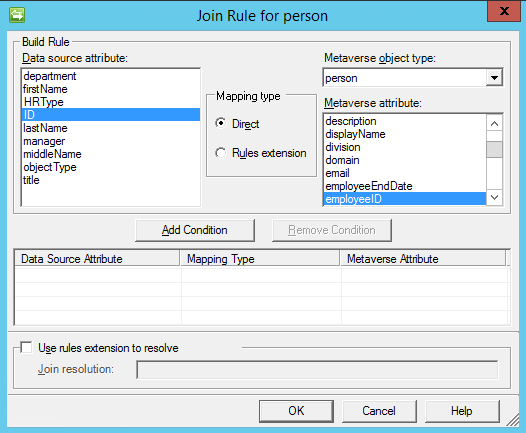 Join Rule for person
x
Build Rule
Data source attribute:
department
firstName
HRType
ID
lastName
manager
middleName
objectType
title
Mapping type
Direct
Rules extension
Metaverse object type:
person
Metaverse attribute:
description
displayName
division
domain
email
employeeEndDate
employeeID
Add Condition
Remove Condition
Data Source Attribute Mapping Type Metaverse Attribute
Use rules extension to resolve
Join resolution:
OK Cancel Help